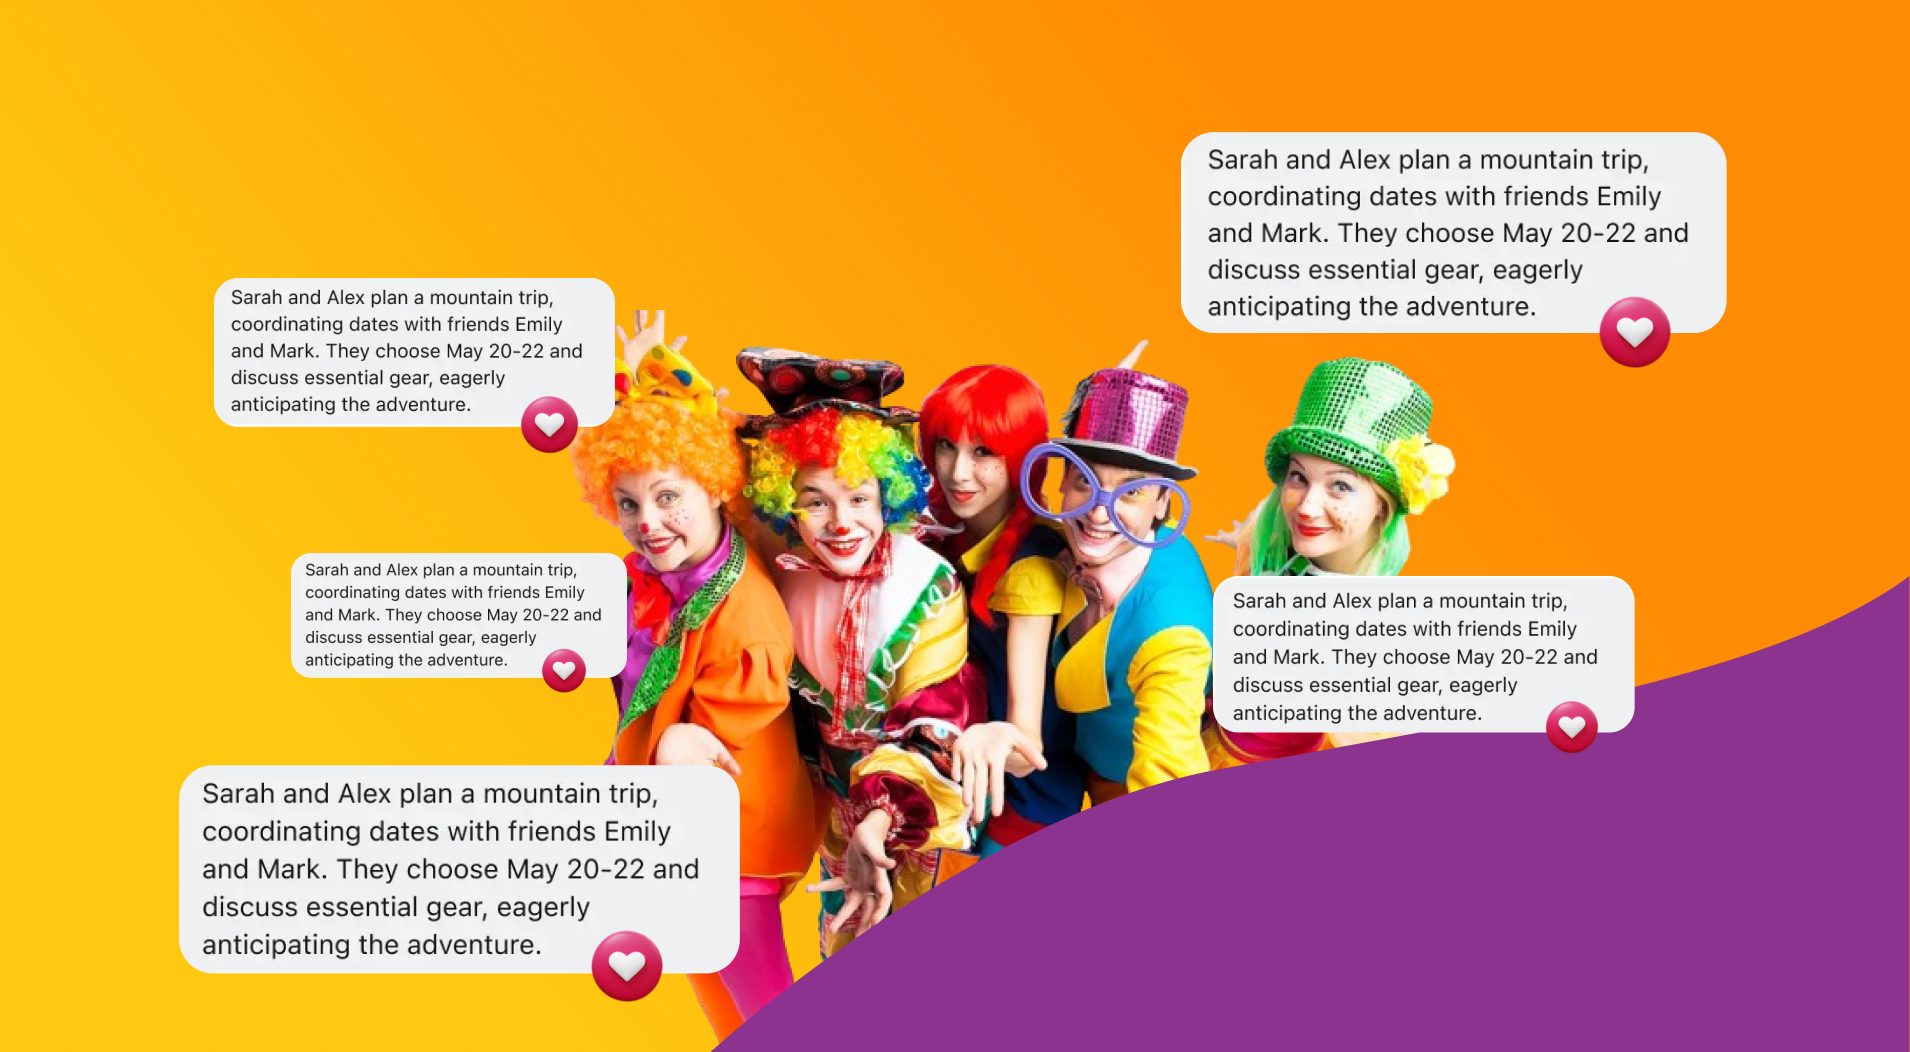 Sarah and Alex plan a mountain trip,
coordinating dates with friends Emily
and Mark. They choose May 20-22 and
discuss essential gear, eagerly
anticipating the adventure.
Sarah and Alex plan a mountain trip,
coordinating dates with friends Emily
and Mark. They choose May 20-22 and
discuss essential gear, eagerly
anticipating the adventure.
Sarah and Alex plan a mountain trip,
coordinating dates with friends Emily
and Mark. They choose May 20-22 and
discuss essential gear, eagerly
anticipating the adventure.
Sarah and Alex plan a mountain trip,
coordinating dates with friends Emily
and Mark. They choose May 20-22 and
discuss essential gear, eagerly
anticipating the adventure.
Sarah and Alex plan a mountain trip,
coordinating dates with friends Emily
and Mark. They choose May 20-22 and
discuss essential gear, eagerly
anticipating the adventure.